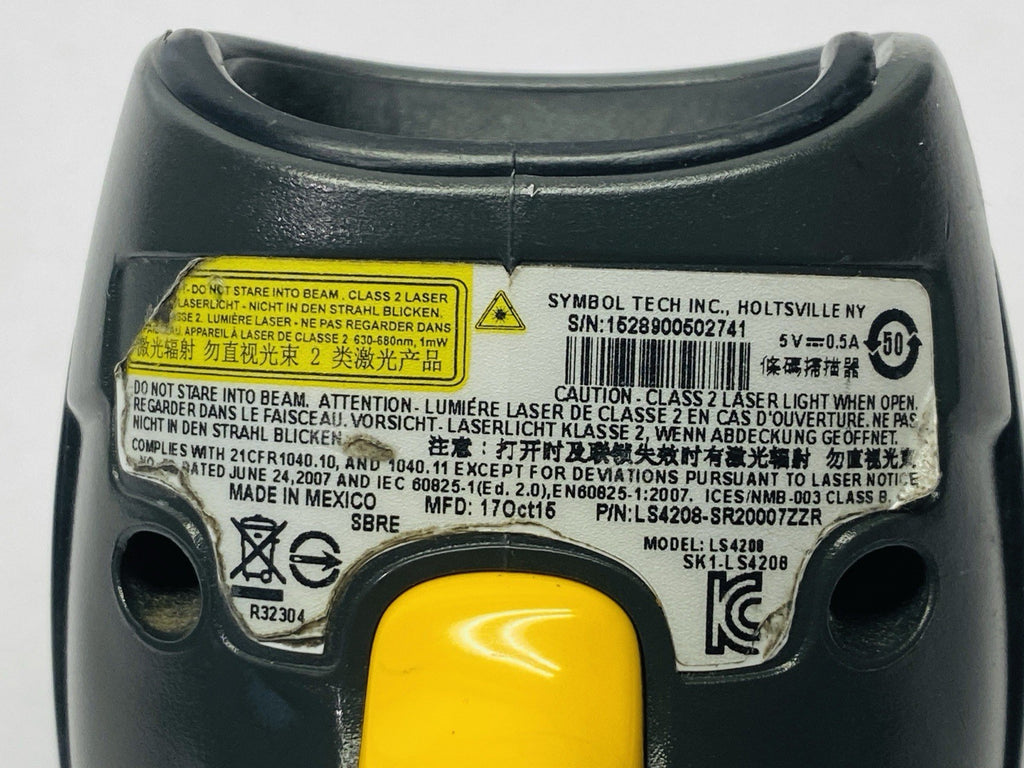 -DO NOT STARE INTO BEAM. CLASS 2 LASER
LASERLICHT - NICHT IN DEN STRAHL BLICKEN.
SSE 2. LUMIÈRE LASER - NE PAS REGARDER DANS
APPAREIL À LASER DE CLASSE 2 630-680nm, 1mW
激光辐射 勿直视光束 2 类激光产品
SYMBOL TECH INC., HOLTSVILLE NY
S/N:1528900502741
5V⎓0.5A
50
條碼掃描器
CAUTION - CLASS 2 LASER LIGHT WHEN OPEN.
DO NOT STARE INTO BEAM. ATTENTION - LUMIÉRE LASER DE CLASSE 2 EN CAS D'OUVERTURE. NE PAS
REGARDER DANS LE FAISCEAU. VORSICHT - LASERLICHT KLASSE 2, WENN ABDECKUNG GEÖFFNET.
NICHT IN DEN STRAHL BLICKEN 注意：打开时及联锁失效时有激光辐射 勿直视光束
COMPLIES WITH 21CFR1040.10, AND 1040.11 EXCEPT FOR DEVIATIONS PURSUANT TO LASER NOTICE
DATED JUNE 24,2007 AND IEC 60825-1(Ed. 2.0),EN60825-1:2007. ICES/NMB-003 CLASS B.
MADE IN MEXICO MFD: 17Oct15 P/N:LS4208-SR20007ZZR
SBRE
MODEL: LS4208
SK1-LS4208
R32304